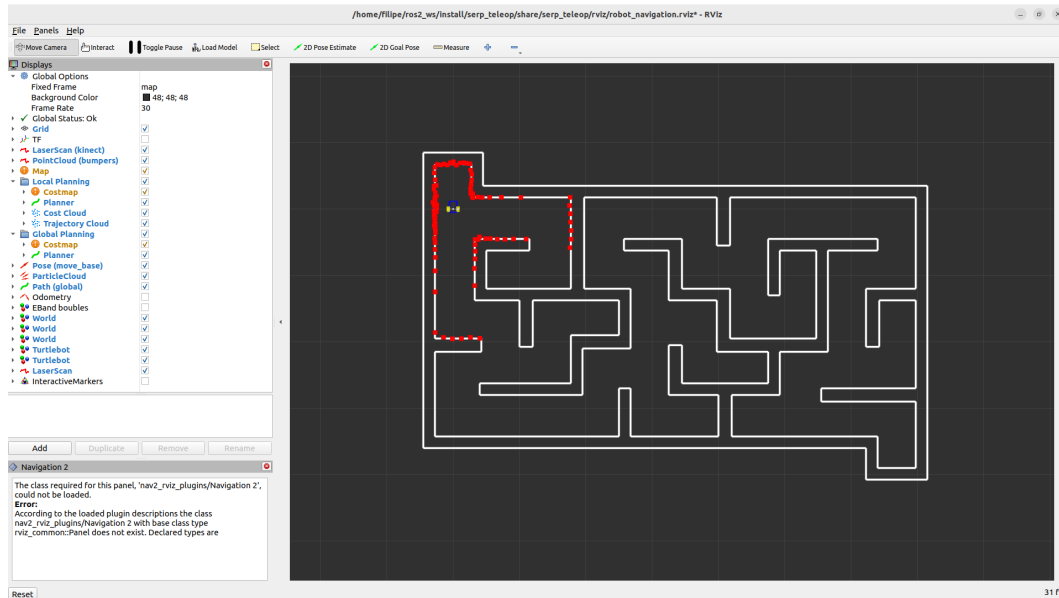 /home/filipe/ros2_ws/install/serp_teleop/share/serp_teleop/rviz/robot_navigation.rviz* - RViz
File Panels Help
Move Camera Interact Toggle Pause Load Model Select 2D Pose Estimate 2D Goal Pose Measure
Displays
Global Options
Fixed Frame map
Background Color 48; 48; 48
Frame Rate 30
Global Status: Ok
Grid
TF
LaserScan (kinect)
PointCloud (bumpers)
Map
Local Planning
Costmap
Planner
Cost Cloud
Trajectory Cloud
Global Planning
Costmap
Planner
Pose (move_base)
ParticleCloud
Path (global)
Odometry
EBand boubles
World
World
World
Turtlebot
Turtlebot
LaserScan
InteractiveMarkers
Add Duplicate Remove Rename
Navigation 2
The class required for this panel, 'nav2_rviz_plugins/Navigation 2',
could not be loaded.
Error:
According to the loaded plugin descriptions the class
nav2_rviz_plugins/Navigation 2 with base class type
rviz_common::Panel does not exist. Declared types are
Reset 31